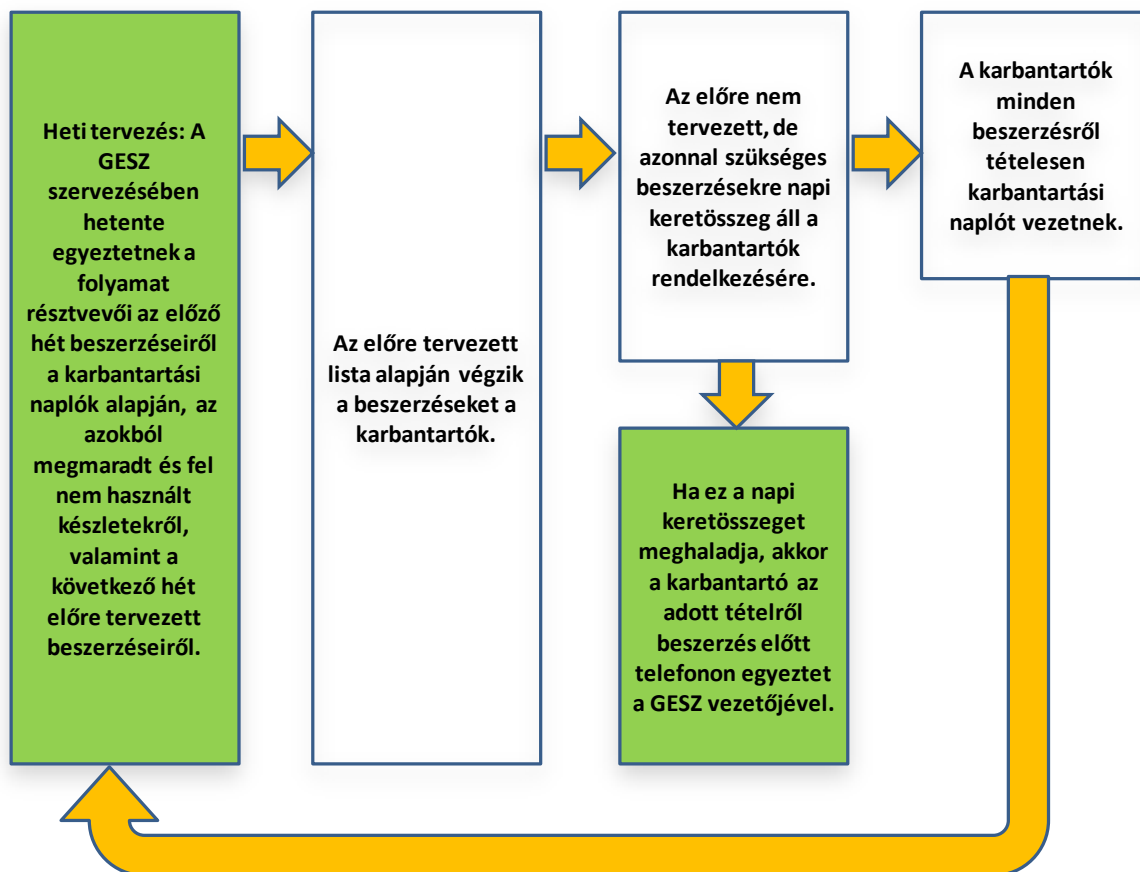 Heti tervezés: A
GESZ
szervezésében
hetente
egyeztetnek a
folyamat
résztvevői az előző
hét beszerzéseiről
a karbantartási
naplók alapján, az
azokból
megmaradt és fel
nem használt
készletekről,
valamint a
következő hét
előre tervezett
beszerzéseiről.
Az előre tervezett
lista alapján végzik
a beszerzéseket a
karbantartók.
Az előre nem
tervezett, de
azonnal szükséges
beszerzésekre napi
keretösszeg áll a
karbantartók
rendelkezésére.
Ha ez a napi
keretösszeget
meghaladja, akkor
a karbantartó az
adott tételről
beszerzés előtt
telefonon egyeztet
a GESZ vezetőjével.
A karbantartók
minden
beszerzésről
tételesen
karbantartási
naplót vezetnek.